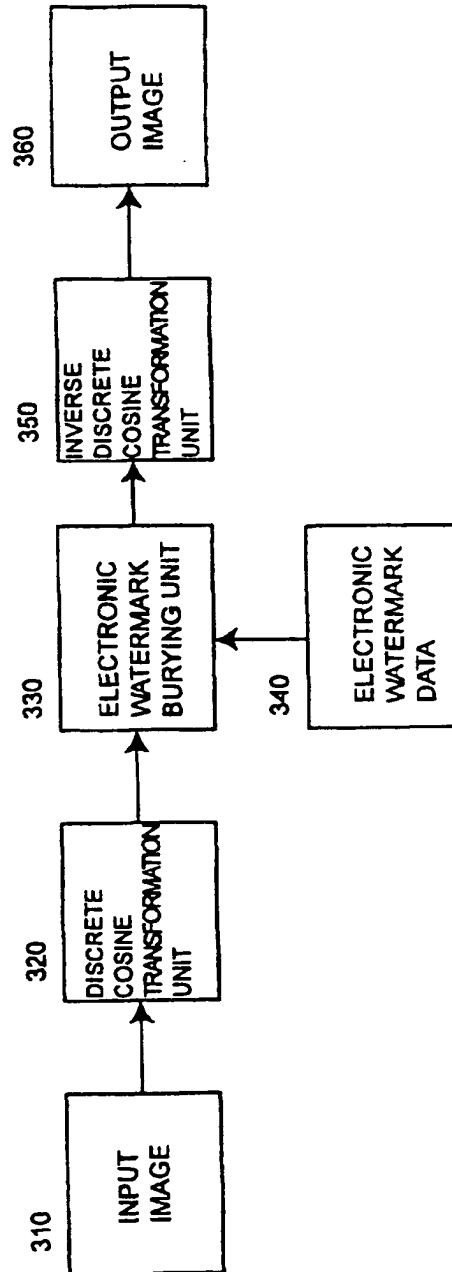 310
INPUT
IMAGE
320
DISCRETE
COSINE
TRANSFORMATION
UNIT
330
ELECTRONIC
WATERMARK
BURYING UNIT
340
ELECTRONIC
WATERMARK
DATA
350
INVERSE
DISCRETE
COSINE
TRANSFORMATION
UNIT
360
OUTPUT
IMAGE